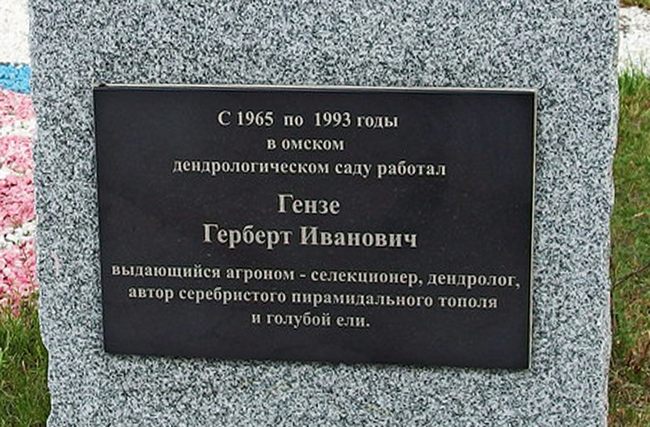 С 1965 по 1993 годы
в омском
дендрологическом саду работал
Гензе
Герберт Иванович
выдающийся агроном - селекционер, дендролог,
автор серебристого пирамидального тополя
и голубой ели.